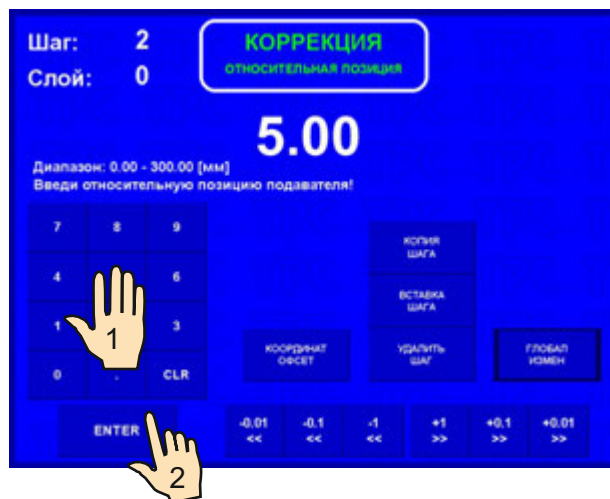 Шаг: 2
КОРРЕКЦИЯ
Слой: 0
ОТНОСИТЕЛЬНАЯ ПОЗИЦИЯ
5.00
Диапазон: 0.00 - 300.00 [мм]
Введи относительную позицию подавателя!
7 8 9
КОПИЯ
ШАГА
4 6
ВСТАВКА
ШАГА
1 3
1
КООРДИНАТ
ОФСЕТ
УДАЛИТЬ
ШАГ
ГЛОБАЛ
ИЗМЕН
0 . CLR
ENTER
-0.01
<<
-0.1
<<
-1
<<
+1
>>
+0.1
>>
+0.01
>>
2